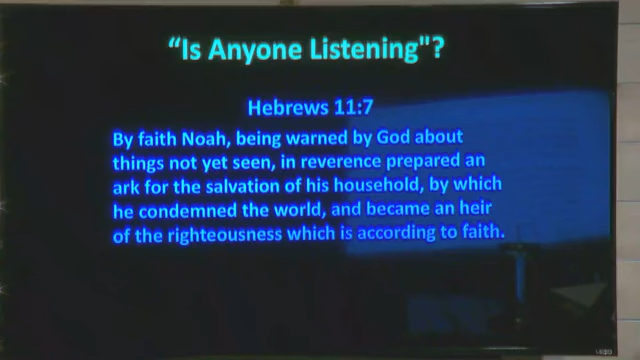 “Is Anyone Listening"?
Hebrews 11:7
By faith Noah, being warned by God about
things not yet seen, in reverence prepared an
ark for the salvation of his household, by which
he condemned the world, and became an heir
of the righteousness which is according to faith.